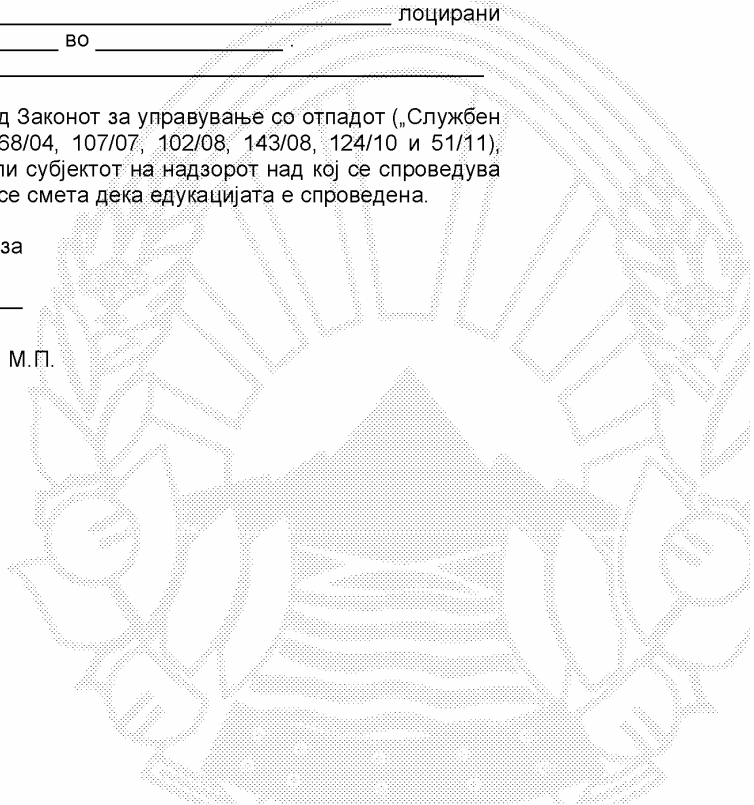 лоцирани
во .
д Законот за управување со отпадот („Службен
68/04, 107/07, 102/08, 143/08, 124/10 и 51/11),
ли субјектот на надзорот над кој се спроведува
се смета дека едукацијата е спроведена.
за
М.П.